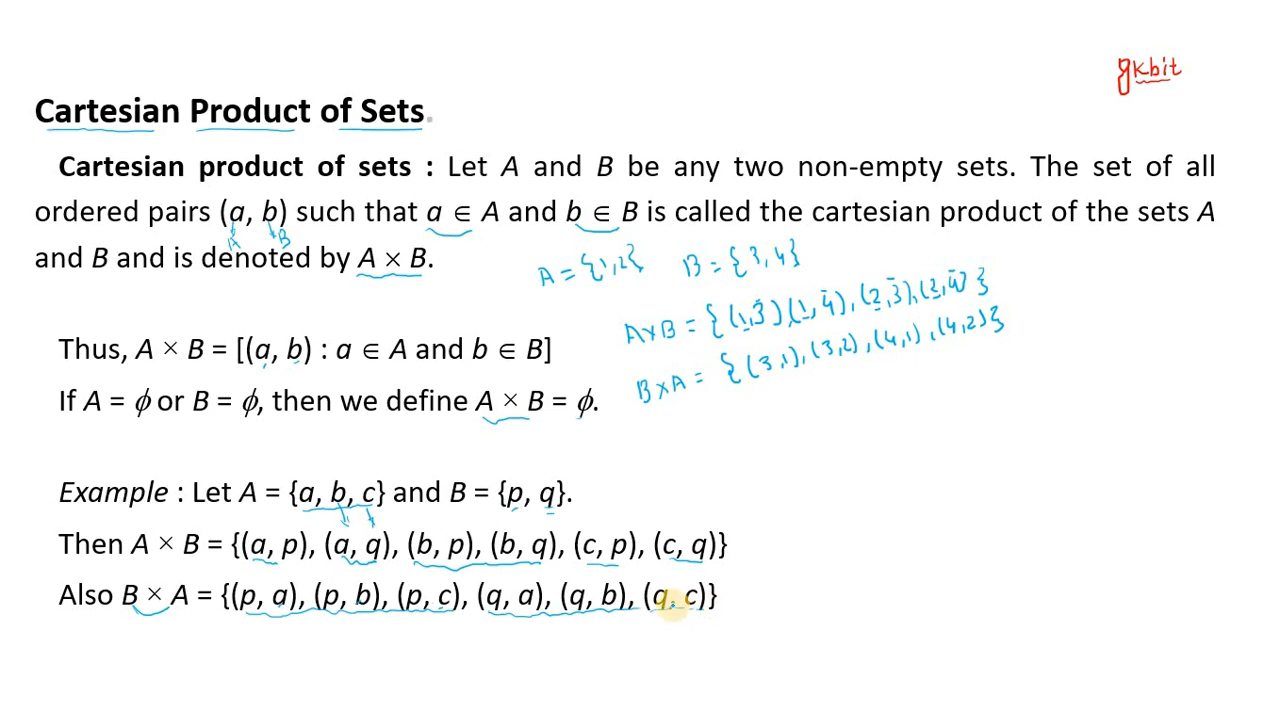 gkbit
Cartesian Product of Sets.
Cartesian product of sets : Let A and B be any two non-empty sets. The set of all
ordered pairs (a, b) such that a ∈ A and b ∈ B is called the cartesian product of the sets A
A B
and B and is denoted by A × B.
A = {1,2} B = {3,4}
A×B = {(1,3)(1,4), (2,3), (2,4)}
Thus, A × B = [(a, b) : a ∈ A and b ∈ B]
B×A = {(3,1), (3,2), (4,1), (4,2)}
If A = ϕ or B = ϕ, then we define A × B = ϕ.
Example : Let A = {a, b, c} and B = {p, q}.
Then A × B = {(a, p), (a, q), (b, p), (b, q), (c, p), (c, q)}
Also B × A = {(p, a), (p, b), (p, c), (q, a), (q, b), (q, c)}